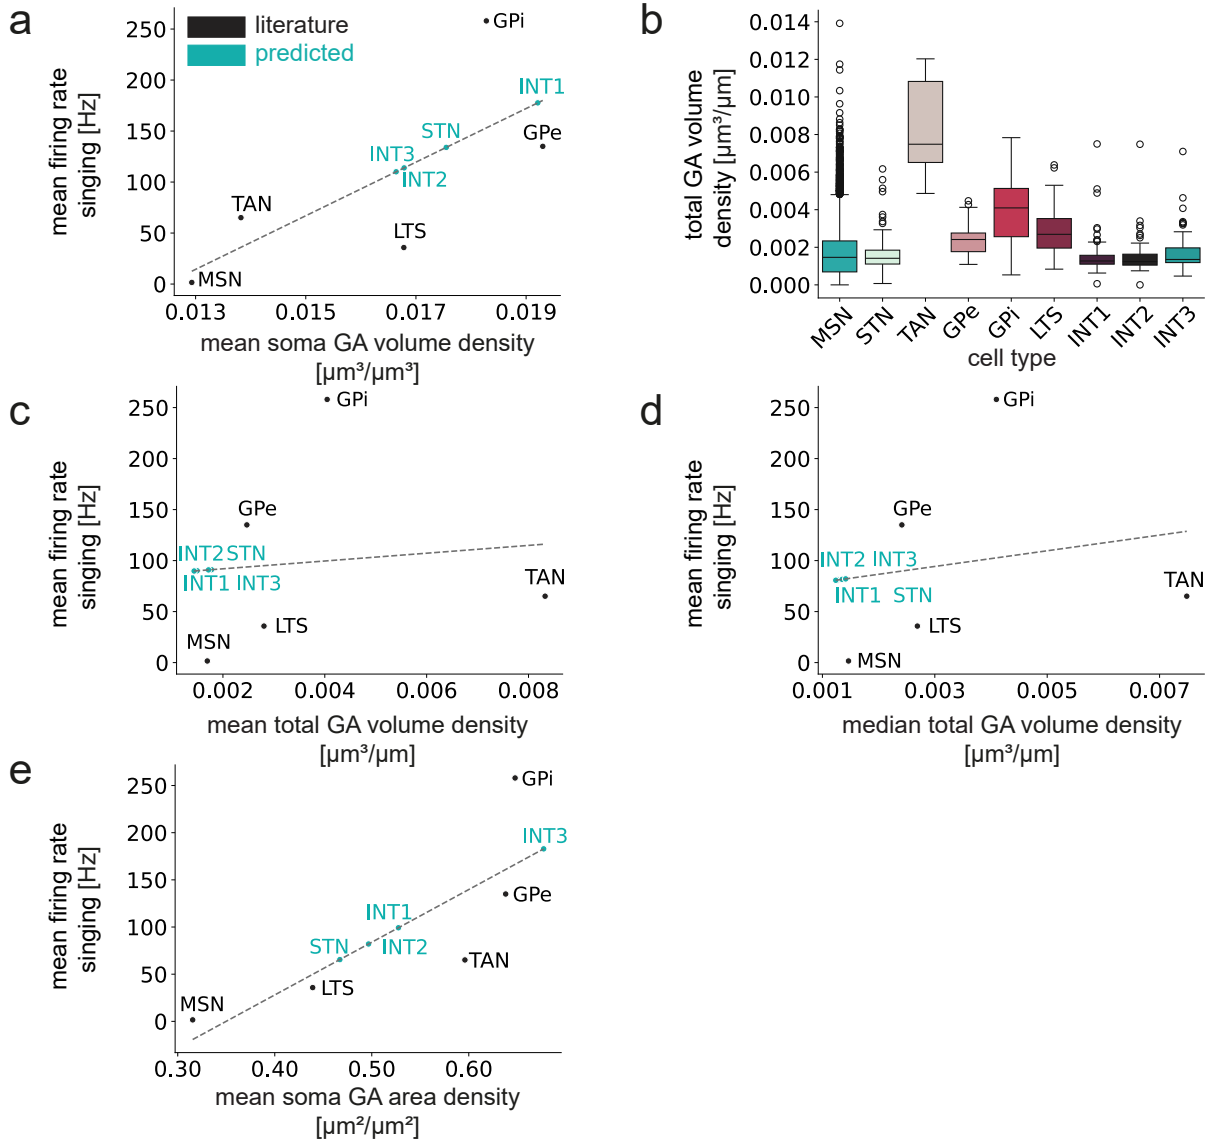 a
literature
predicted
250
200
150
100
50
0
mean firing rate
singing [Hz]
GPi
INT1
STN
GPe
INT3
INT2
TAN
LTS
MSN
0.013
0.015
0.017
0.019
mean soma GA volume density
[µm³/µm³]
b
0.014
0.012
0.010
0.008
0.006
0.004
0.002
0.000
total GA volume
density [µm³/µm]
MSN
STN
TAN
GPe
GPi
LTS
INT1
INT2
INT3
cell type
c
250
200
150
100
50
0
mean firing rate
singing [Hz]
GPi
GPe
INT2 STN
INT1 INT3
TAN
LTS
MSN
0.002
0.004
0.006
0.008
mean total GA volume density
[µm³/µm]
d
250
200
150
100
50
0
mean firing rate
singing [Hz]
GPi
GPe
INT2 INT3
INT1 STN
TAN
LTS
MSN
0.001
0.003
0.005
0.007
median total GA volume density
[µm³/µm]
e
250
200
150
100
50
0
mean firing rate
singing [Hz]
GPi
INT3
GPe
INT1
STN
INT2
TAN
LTS
MSN
0.30
0.40
0.50
0.60
mean soma GA area density
[µm²/µm²]